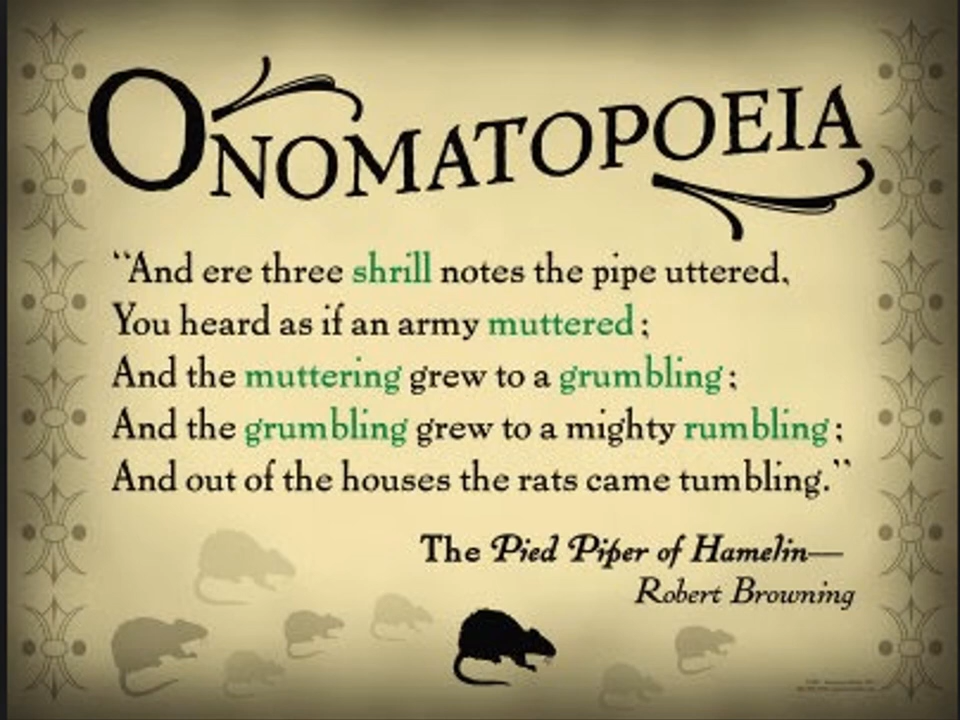 ONOMATOPOEIA
“And ere three shrill notes the pipe uttered,
You heard as if an army muttered;
And the muttering grew to a grumbling;
And the grumbling grew to a mighty rumbling;
And out of the houses the rats came tumbling.”
The Pied Piper of Hamelin—
Robert Browning